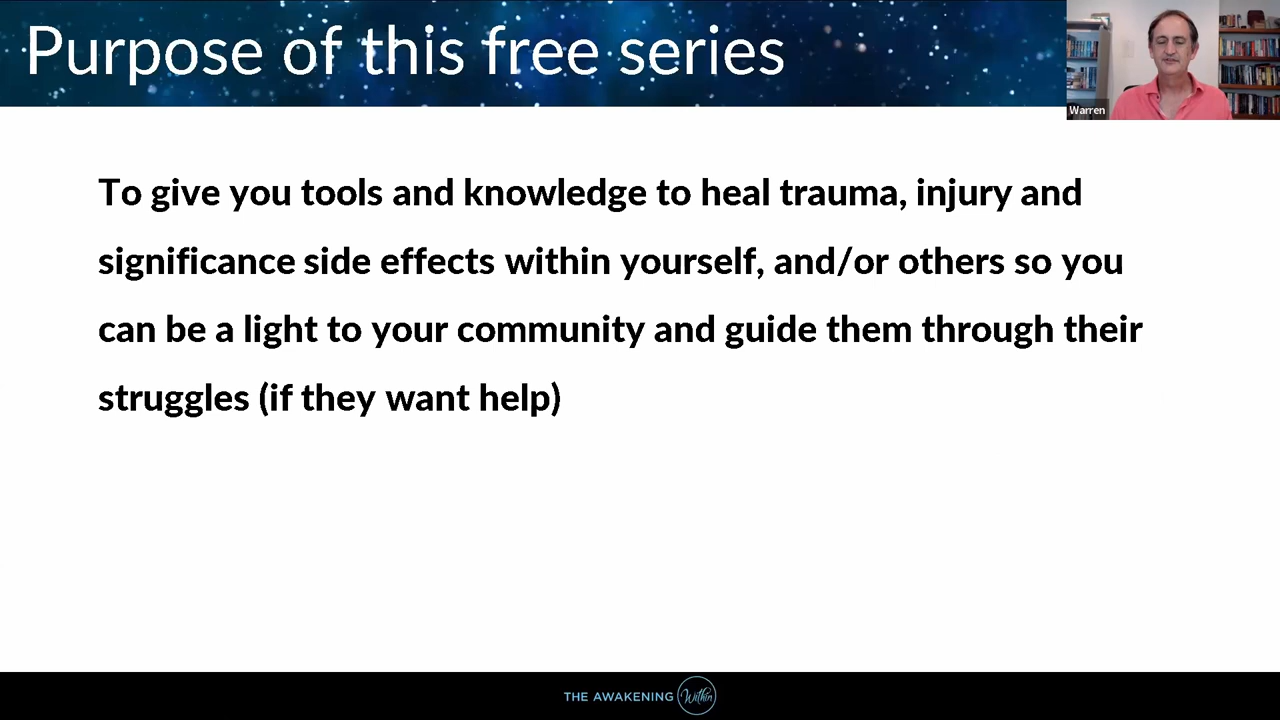 Purpose of this free series
Warren
To give you tools and knowledge to heal trauma, injury and
significance side effects within yourself, and/or others so you
can be a light to your community and guide them through their
struggles (if they want help)
THE AWAKENING Within